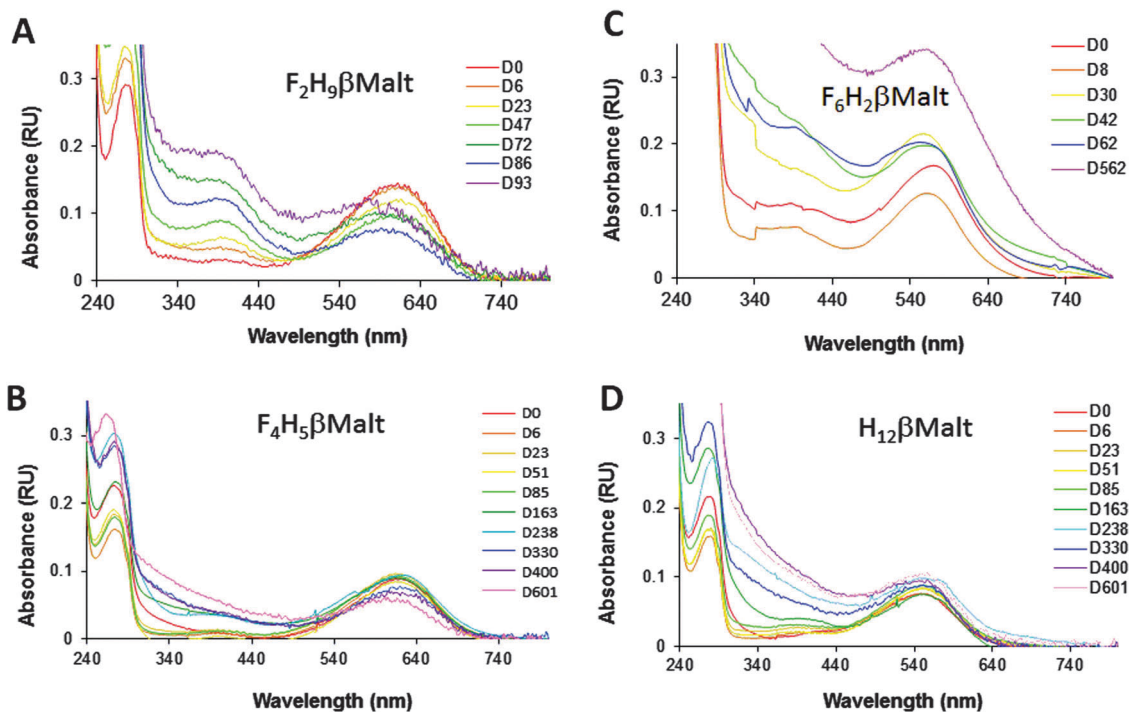 A
F₂H₉βMalt
D0
D6
D23
D47
D72
D86
D93
Absorbance (RU)
0.3
0.2
0.1
0
240 340 440 540 640 740
Wavelength (nm)
C
F₆H₂βMalt
D0
D8
D30
D42
D62
D562
Absorbance (RU)
0.3
0.2
0.1
0
240 340 440 540 640 740
Wavelength (nm)
B
F₄H₅βMalt
D0
D6
D23
D51
D85
D163
D238
D330
D400
D601
Absorbance (RU)
0.3
0.2
0.1
0
240 340 440 540 640 740
Wavelength (nm)
D
H₁₂βMalt
D0
D6
D23
D51
D85
D163
D238
D330
D400
D601
Absorbance (RU)
0.3
0.2
0.1
0
240 340 440 540 640 740
Wavelength (nm)